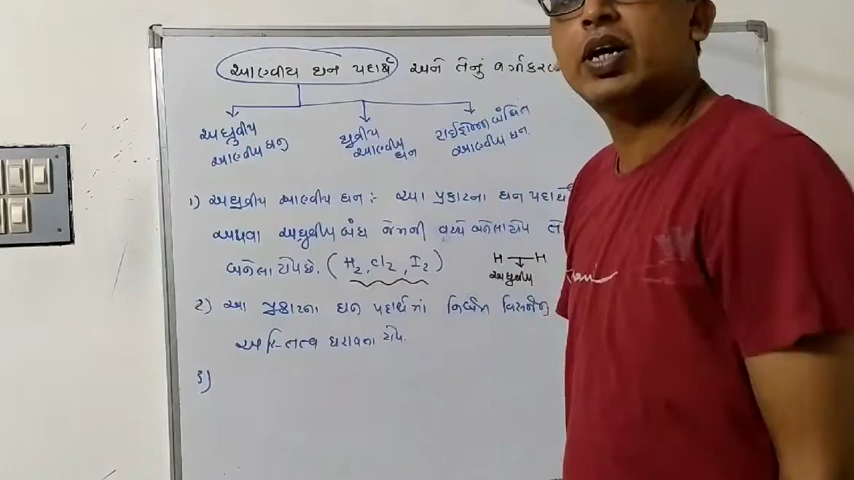 આણ્વીય ઘન પદાર્થ અને તેનું વર્ગીકરણ
અધ્રુવીય આણ્વીય ઘન
ધ્રુવીય આણ્વીય ઘન
હાઈડ્રોજન બંધિત આણ્વીય ઘન
1) અધ્રુવીય આણ્વીય ઘન :- આ પ્રકારના ઘન પદાર્થ
અથવા અધ્રુવીય બંધ જેમની વચ્ચે બનેલા હોય તે
બનેલા હોય છે. (H2, Cl2, I2) H — H
અધ્રુવીય
2) આ પ્રકારના ઘન પદાર્થમાં નિર્બળ
અસ્તિત્વ ધરાવતા હોય.
3)